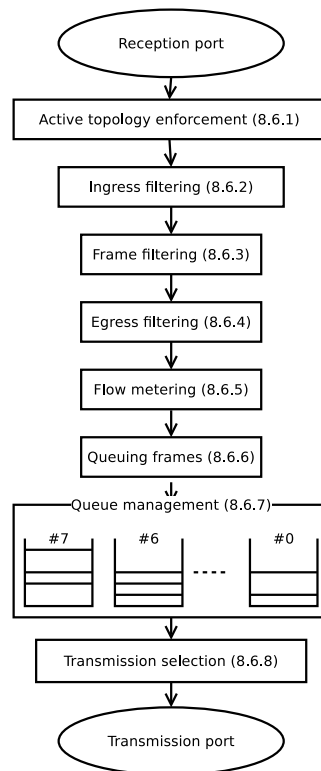 Reception port
Active topology enforcement (8.6.1)
Ingress filtering (8.6.2)
Frame filtering (8.6.3)
Egress filtering (8.6.4)
Flow metering (8.6.5)
Queuing frames (8.6.6)
Queue management (8.6.7)
#7 #6 #0
Transmission selection (8.6.8)
Transmission port